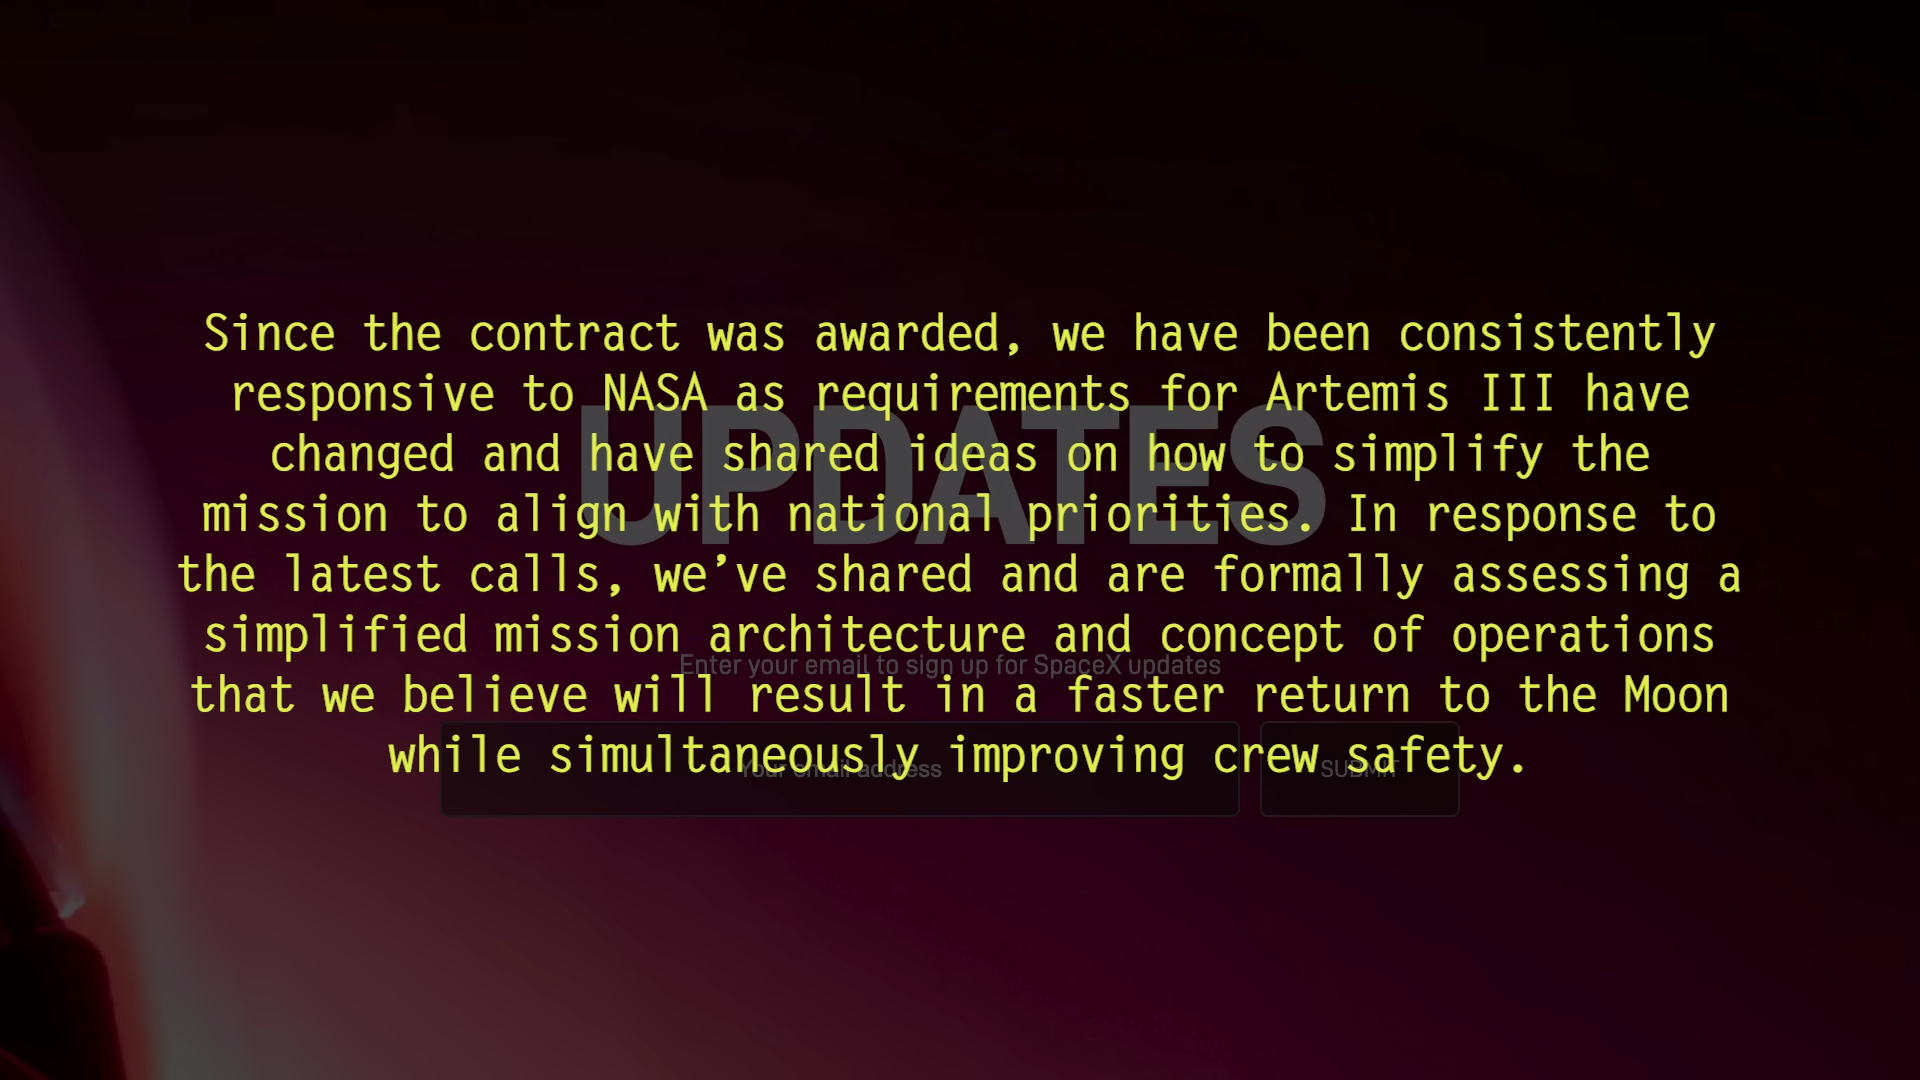 Since the contract was awarded, we have been consistently
responsive to NASA as requirements for Artemis III have
changed and have shared ideas on how to simplify the
mission to align with national priorities. In response to
the latest calls, we’ve shared and are formally assessing a
simplified mission architecture and concept of operations
that we believe will result in a faster return to the Moon
while simultaneously improving crew safety.
UPDATES
Enter your email to sign up for SpaceX updates
Your email address
SUBMIT